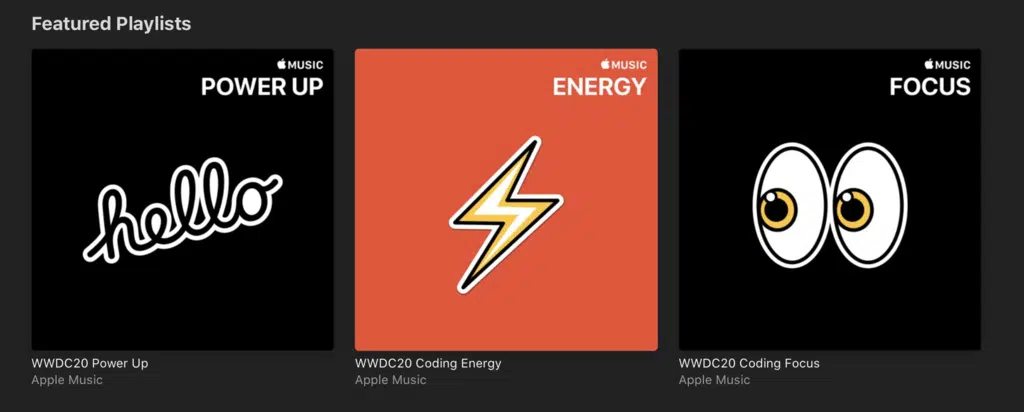 Featured Playlists
MUSIC
POWER UP
hello
WWDC20 Power Up
Apple Music
MUSIC
ENERGY
WWDC20 Coding Energy
Apple Music
MUSIC
FOCUS
WWDC20 Coding Focus
Apple Music